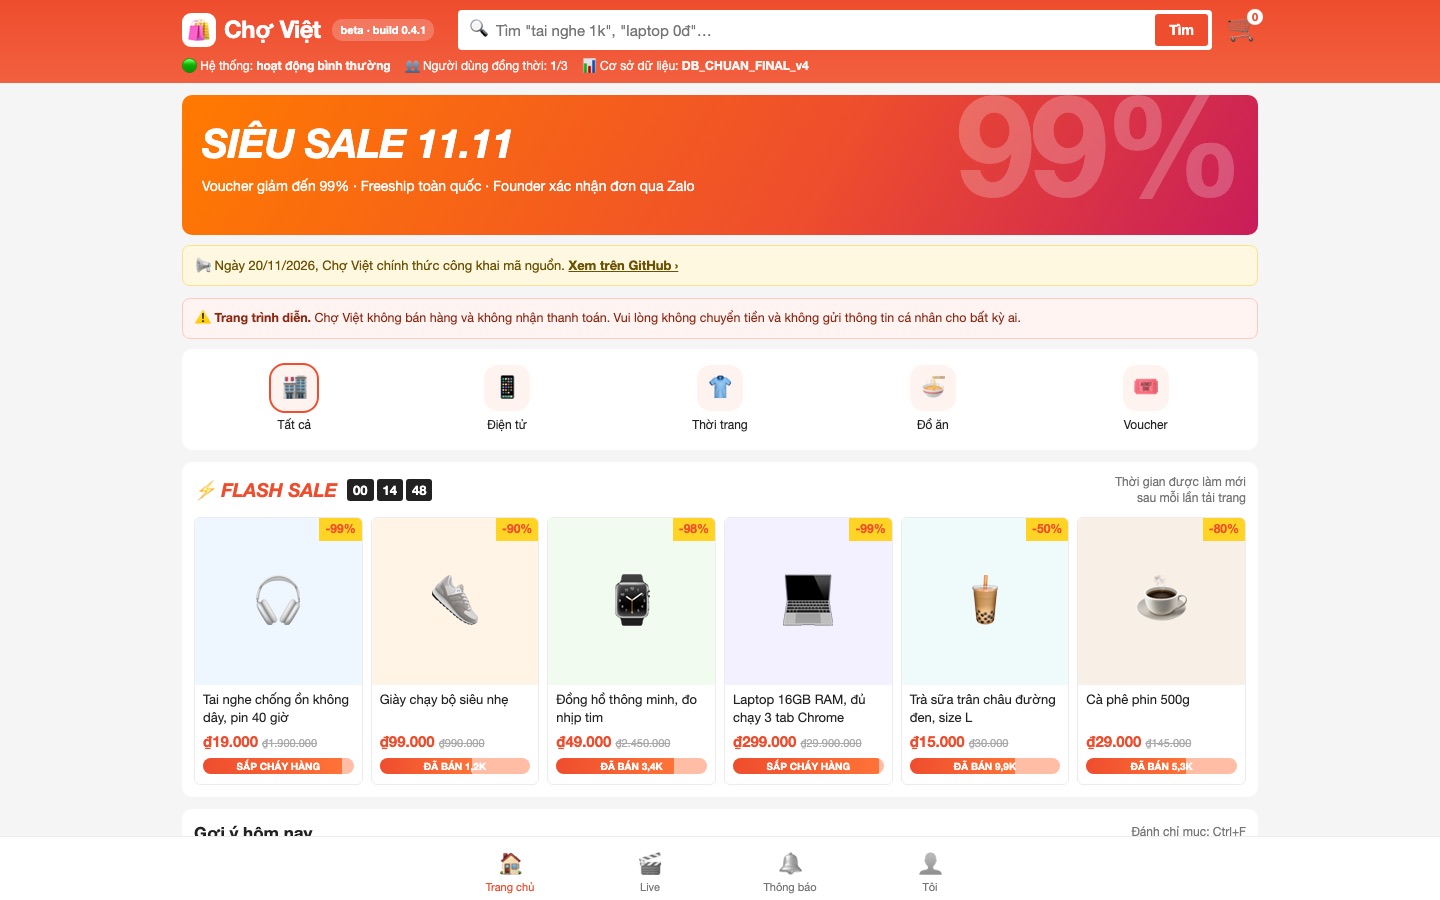 Chợ Việt
beta · build 0.4.1
Tìm "tai nghe 1k", "laptop 0đ"...
Tìm
0
Hệ thống: hoạt động bình thường
Người dùng đồng thời: 1/3
Cơ sở dữ liệu: DB_CHUAN_FINAL_v4
SIÊU SALE 11.11
99%
Voucher giảm đến 99% · Freeship toàn quốc · Founder xác nhận đơn qua Zalo
Ngày 20/11/2026, Chợ Việt chính thức công khai mã nguồn. Xem trên GitHub ›
Trang trình diễn. Chợ Việt không bán hàng và không nhận thanh toán. Vui lòng không chuyển tiền và không gửi thông tin cá nhân cho bất kỳ ai.
Tất cả
Điện tử
Thời trang
Đồ ăn
Voucher
FLASH SALE
00 14 48
Thời gian được làm mới
sau mỗi lần tải trang
-99%
Tai nghe chống ồn không
dây, pin 40 giờ
₫19.000 ₫1.900.000
SẮP CHÁY HÀNG
-90%
Giày chạy bộ siêu nhẹ
₫99.000 ₫990.000
ĐÃ BÁN 1,2K
-98%
Đồng hồ thông minh, đo
nhịp tim
₫49.000 ₫2.450.000
ĐÃ BÁN 3,4K
-99%
Laptop 16GB RAM, đủ
chạy 3 tab Chrome
₫299.000 ₫29.900.000
SẮP CHÁY HÀNG
-50%
Trà sữa trân châu đường
đen, size L
₫15.000 ₫30.000
ĐÃ BÁN 9,9K
-80%
Cà phê phin 500g
₫29.000 ₫145.000
ĐÃ BÁN 5,3K
Gợi ý hôm nay
Đánh chỉ mục: Ctrl+F
Trang chủ
Live
Thông báo
Tôi